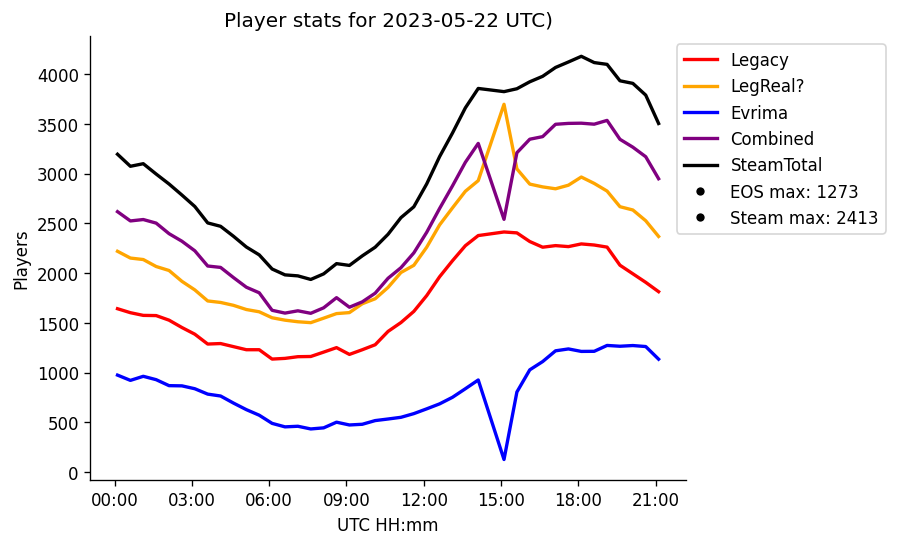 Player stats for 2023-05-22 UTC)
Legacy
LegReal?
Evrima
Combined
SteamTotal
EOS max: 1273
Steam max: 2413
Players
4000
3500
3000
2500
2000
1500
1000
500
0
00:00 03:00 06:00 09:00 12:00 15:00 18:00 21:00
UTC HH:mm